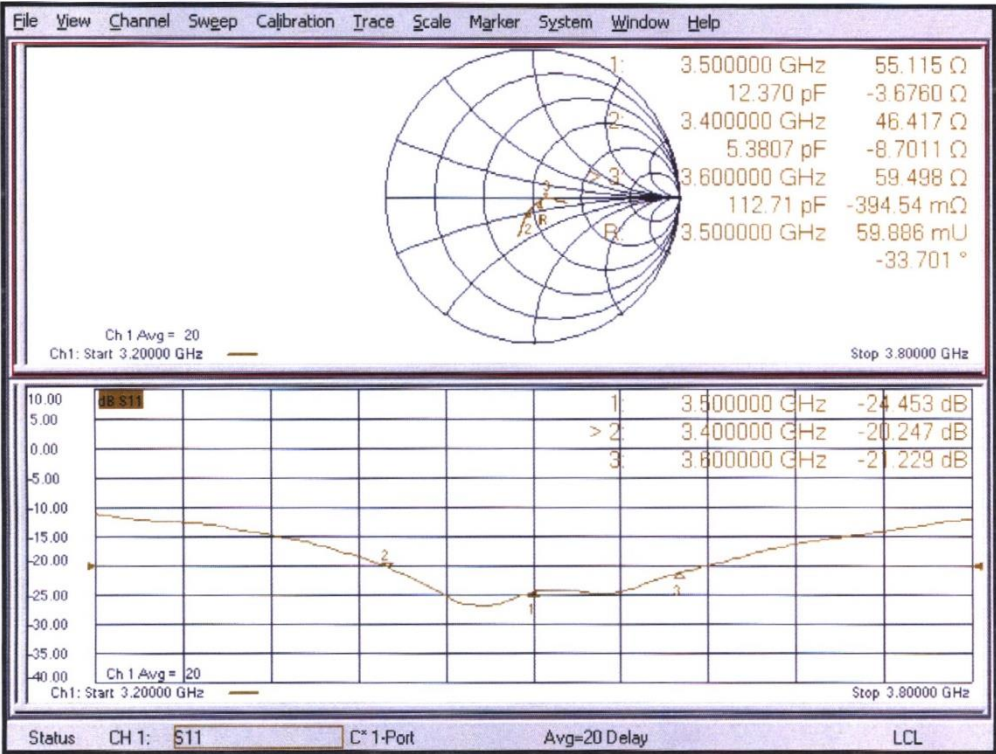 File View Channel Sweep Calibration Trace Scale Marker System Window Help
1: 3.500000 GHz 55.115 Ω
12.370 pF -3.6760 Ω
2: 3.400000 GHz 46.417 Ω
5.3807 pF -8.7011 Ω
> 3: 3.600000 GHz 59.498 Ω
112.71 pF -394.54 mΩ
R: 3.500000 GHz 59.886 mU
-33.701 °
3
R
2
Ch 1 Avg = 20
Ch1: Start 3.20000 GHz Stop 3.80000 GHz
10.00 dB S11
5.00
0.00
-5.00
-10.00
-15.00
-20.00
-25.00
-30.00
-35.00
-40.00
1: 3.500000 GHz -24.453 dB
> 2: 3.400000 GHz -20.247 dB
3: 3.600000 GHz -21.229 dB
2
1
3
Ch 1 Avg = 20
Ch1: Start 3.20000 GHz Stop 3.80000 GHz
Status CH 1: S11 C* 1-Port Avg=20 Delay LCL